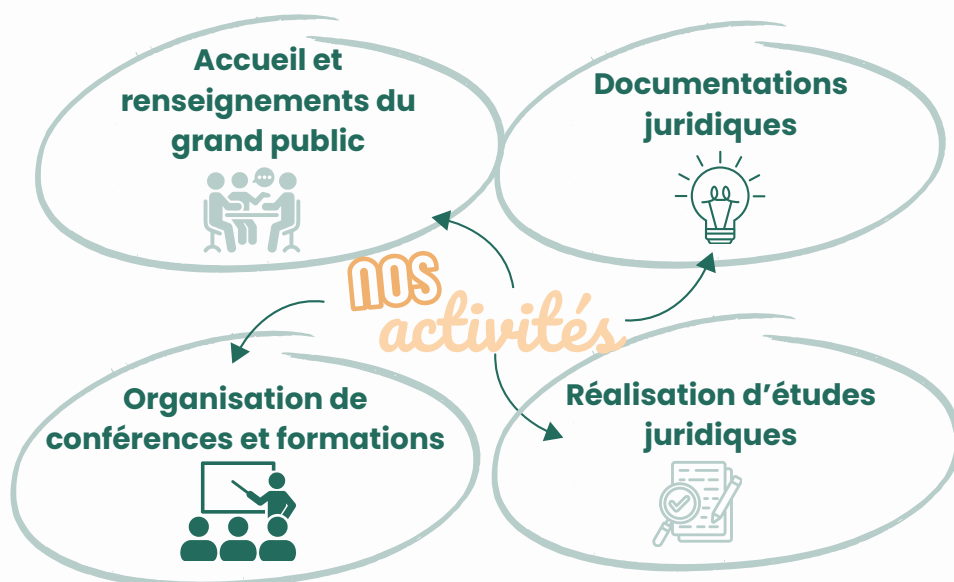 Accueil et
renseignements du
grand public
Documentations
juridiques
nos
activités
Organisation de
conférences et formations
Réalisation d’études
juridiques